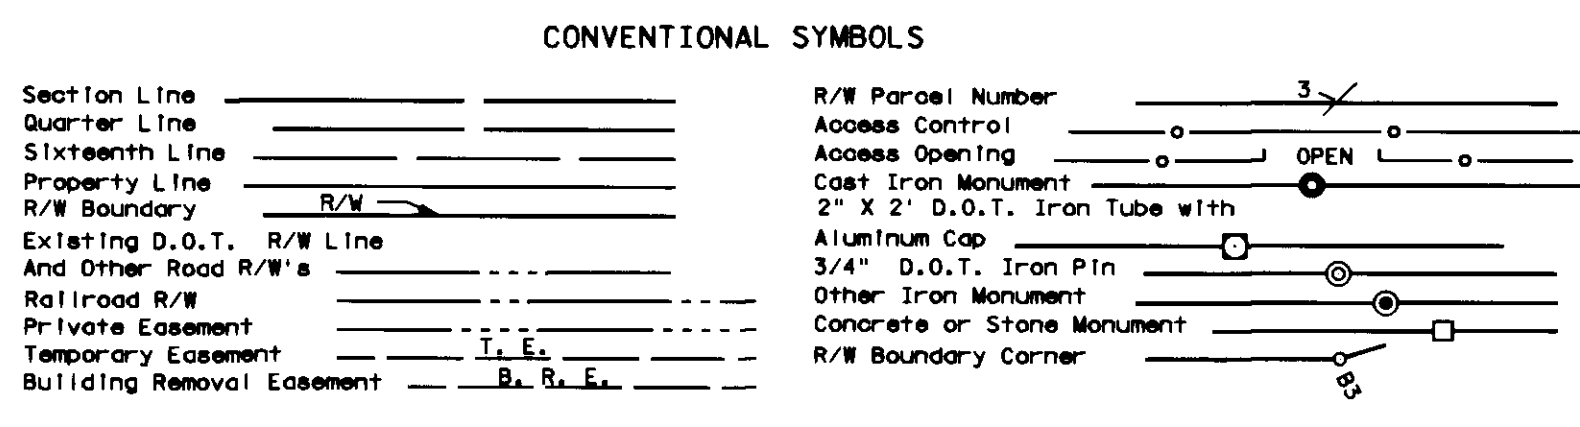 CONVENTIONAL SYMBOLS
Section Line
Quarter Line
Sixteenth Line
Property Line
R/W Boundary R/W
Existing D.O.T. R/W Line
And Other Road R/W's
Railroad R/W
Private Easement
Temporary Easement T. E.
Building Removal Easement B. R. E.
R/W Parcel Number 3
Access Control
Access Opening OPEN
Cast Iron Monument
2" X 2' D.O.T. Iron Tube with
Aluminum Cap
3/4" D.O.T. Iron Pin
Other Iron Monument
Concrete or Stone Monument
R/W Boundary Corner
B3